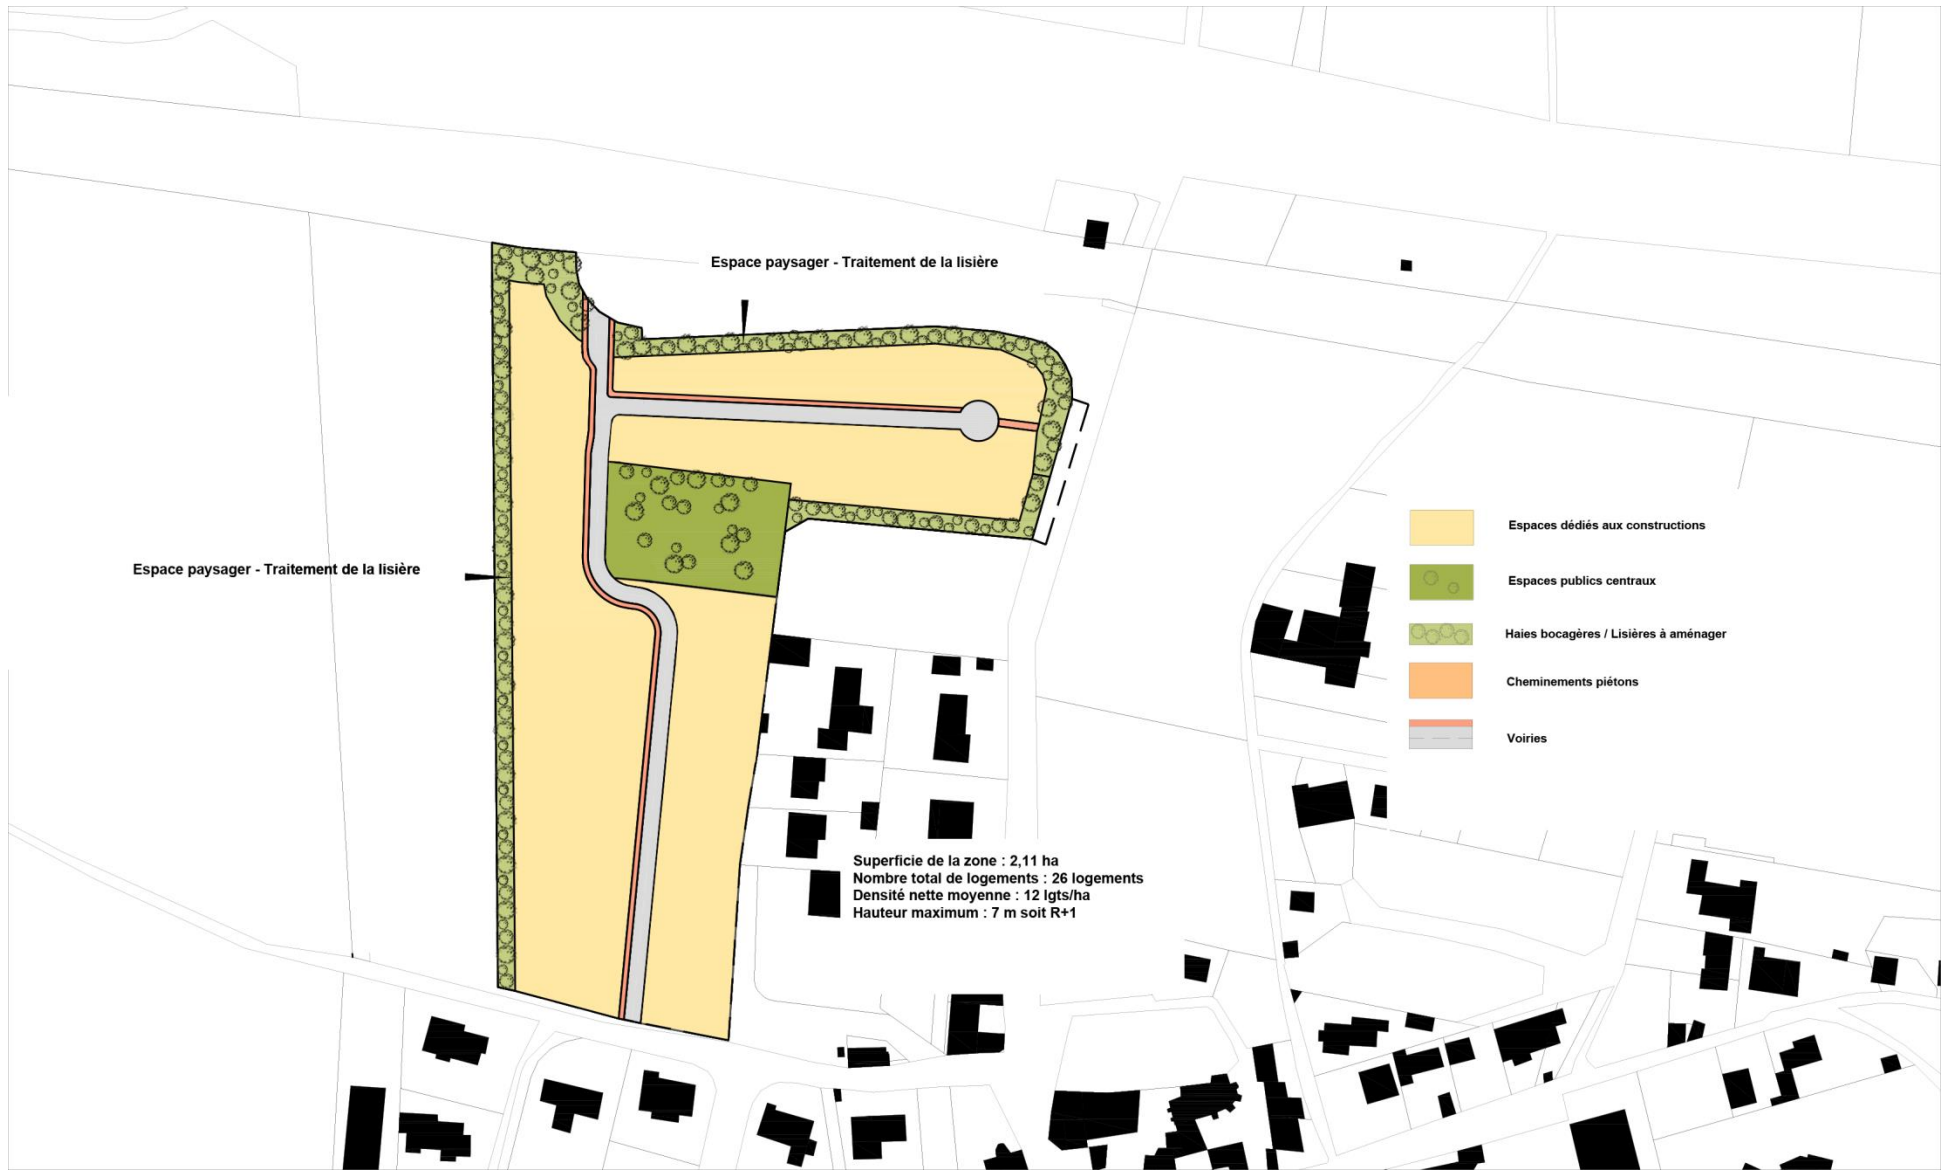 Espace paysager - Traitement de la lisière
Espace paysager - Traitement de la lisière
Espaces dédiés aux constructions
Espaces publics centraux
Haies bocagères / Lisières à aménager
Cheminements piétons
Voiries
Superficie de la zone : 2,11 ha
Nombre total de logements : 26 logements
Densité nette moyenne : 12 lgts/ha
Hauteur maximum : 7 m soit R+1